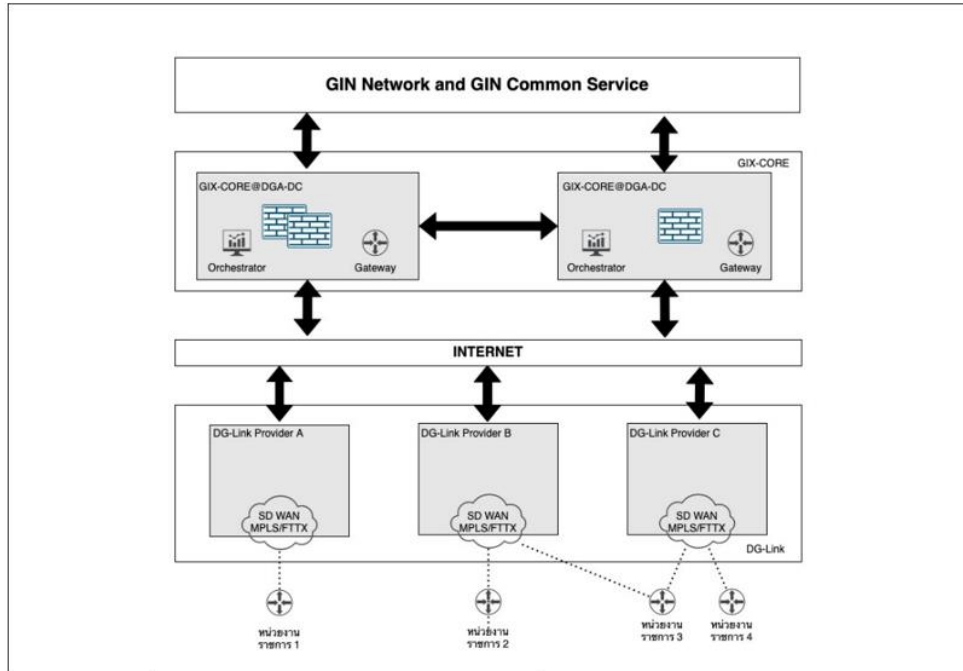 GIN Network and GIN Common Service
GIX-CORE
GIX-CORE@DGA-DC
Orchestrator
Gateway
GIX-CORE@DGA-DC
Orchestrator
Gateway
INTERNET
DG-Link Provider A
SD WAN
MPLS/FTTX
DG-Link Provider B
SD WAN
MPLS/FTTX
DG-Link Provider C
SD WAN
MPLS/FTTX
DG-Link
หน่วยงาน
ราชการ 1
หน่วยงาน
ราชการ 2
หน่วยงาน
ราชการ 3
หน่วยงาน
ราชการ 4